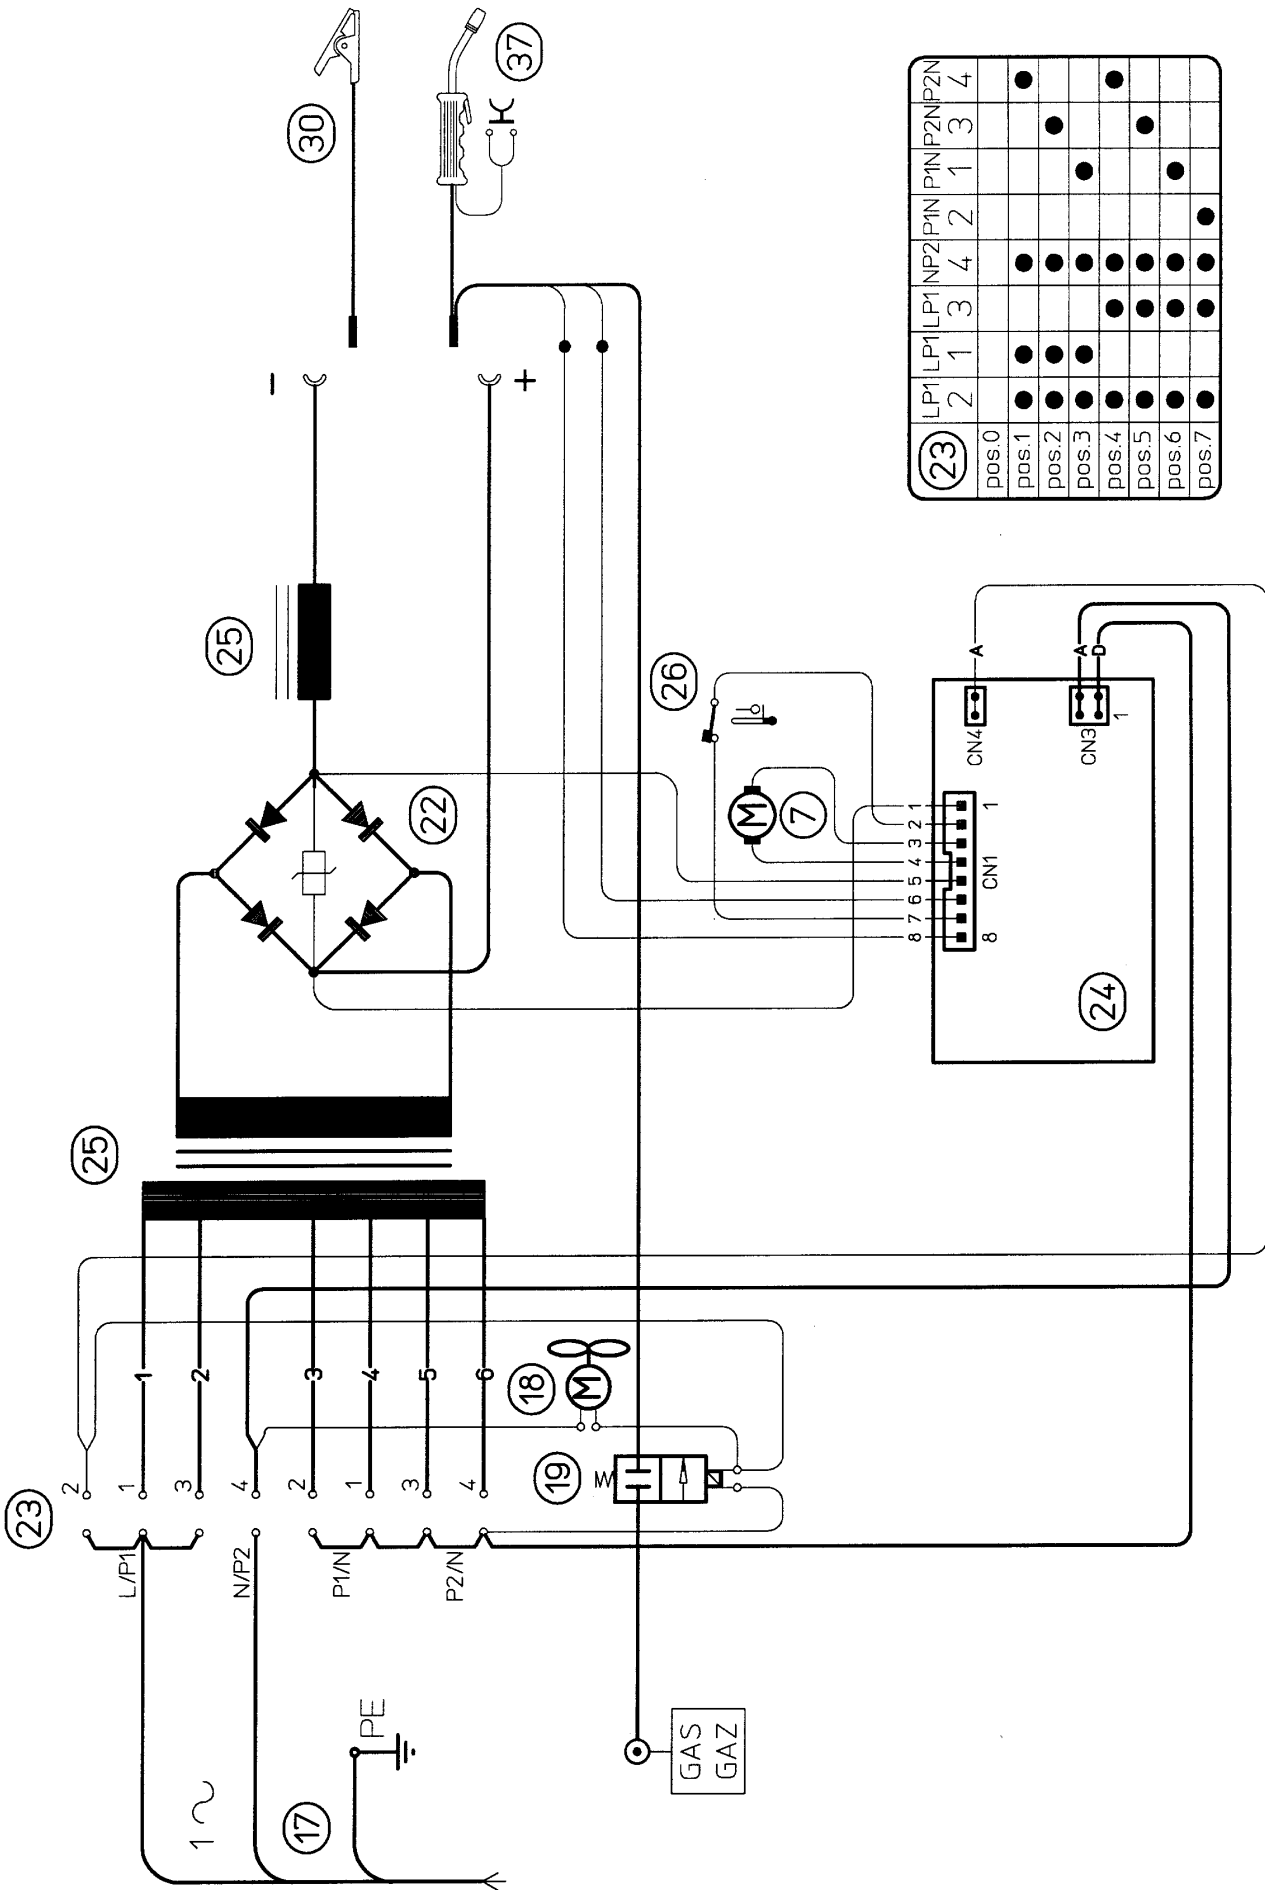 30
37
K
-
+
25
22
25
1
2
3
4
5
6
23
2
1
3
4
2
1
3
4
L/P1
N/P2
P1/N
P2/N
1~
17
PE
18
M
19
GAS
GAZ
26
M
7
8 7 6 5 4 3 2 1
8 CN1 1
24
CN4
A
CN3
A
D
1
23 LP1 LP1 LP1 NP2 P1N P1N P2N P2N
2 1 3 4 2 1 3 4
pos.0
pos.1
pos.2
pos.3
pos.4
pos.5
pos.6
pos.7